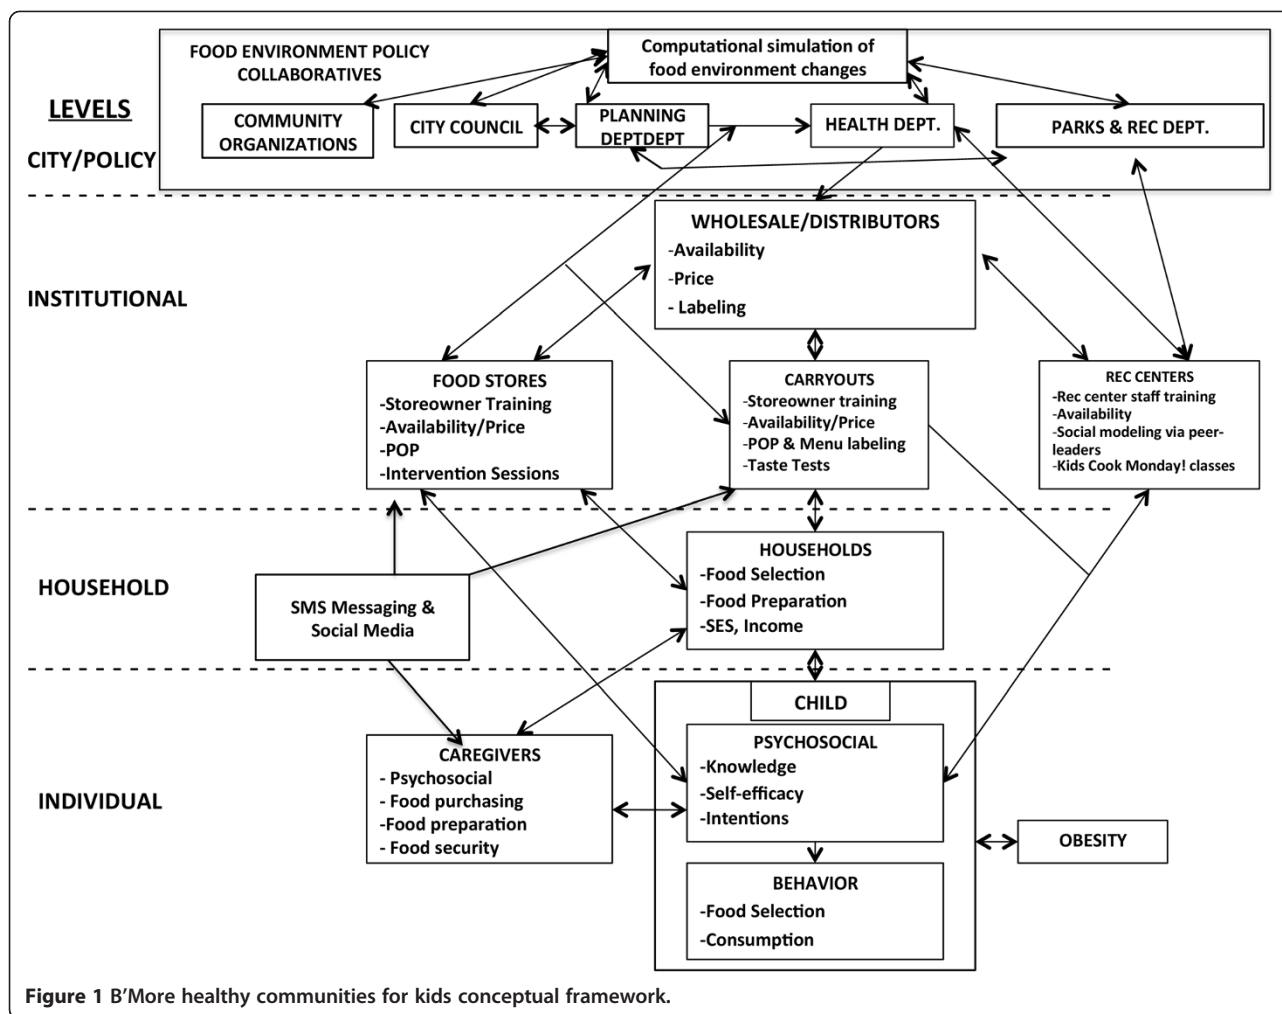 FOOD ENVIRONMENT POLICY
COLLABORATIVES
Computational simulation of
food environment changes
LEVELS
CITY/POLICY
COMMUNITY
ORGANIZATIONS
CITY COUNCIL
PLANNING
DEPTDEPT
HEALTH DEPT.
PARKS & REC DEPT.
INSTITUTIONAL
WHOLESALE/DISTRIBUTORS
-Availability
-Price
- Labeling
FOOD STORES
-Storeowner Training
-Availability/Price
-POP
-Intervention Sessions
CARRYOUTS
-Storeowner training
-Availability/Price
-POP & Menu labeling
-Taste Tests
REC CENTERS
-Rec center staff training
-Availability
-Social modeling via peer-
leaders
-Kids Cook Monday! classes
HOUSEHOLD
SMS Messaging &
Social Media
HOUSEHOLDS
-Food Selection
-Food Preparation
-SES, Income
INDIVIDUAL
CAREGIVERS
- Psychosocial
- Food purchasing
-Food preparation
- Food security
CHILD
PSYCHOSOCIAL
-Knowledge
-Self-efficacy
-Intentions
BEHAVIOR
-Food Selection
-Consumption
OBESITY
Figure 1 B'More healthy communities for kids conceptual framework.